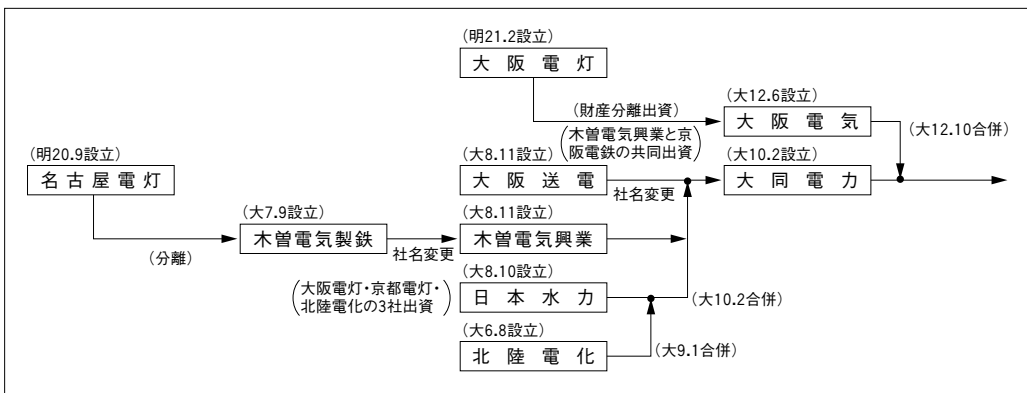 (明21.2設立)
大阪電灯
(財産分離出資)
(大12.6設立)
大阪電気
(大12.10合併)
(木曽電気興業と京
阪電鉄の共同出資)
(明20.9設立)
名古屋電灯
(大8.11設立)
大阪送電
社名変更
(大10.2設立)
大同電力
(分離)
(大7.9設立)
木曽電気製鉄
社名変更
(大8.11設立)
木曽電気興業
(大阪電灯・京都電灯・
北陸電化の3社出資)
(大8.10設立)
日本水力
(大10.2合併)
(大6.8設立)
北陸電化
(大9.1合併)